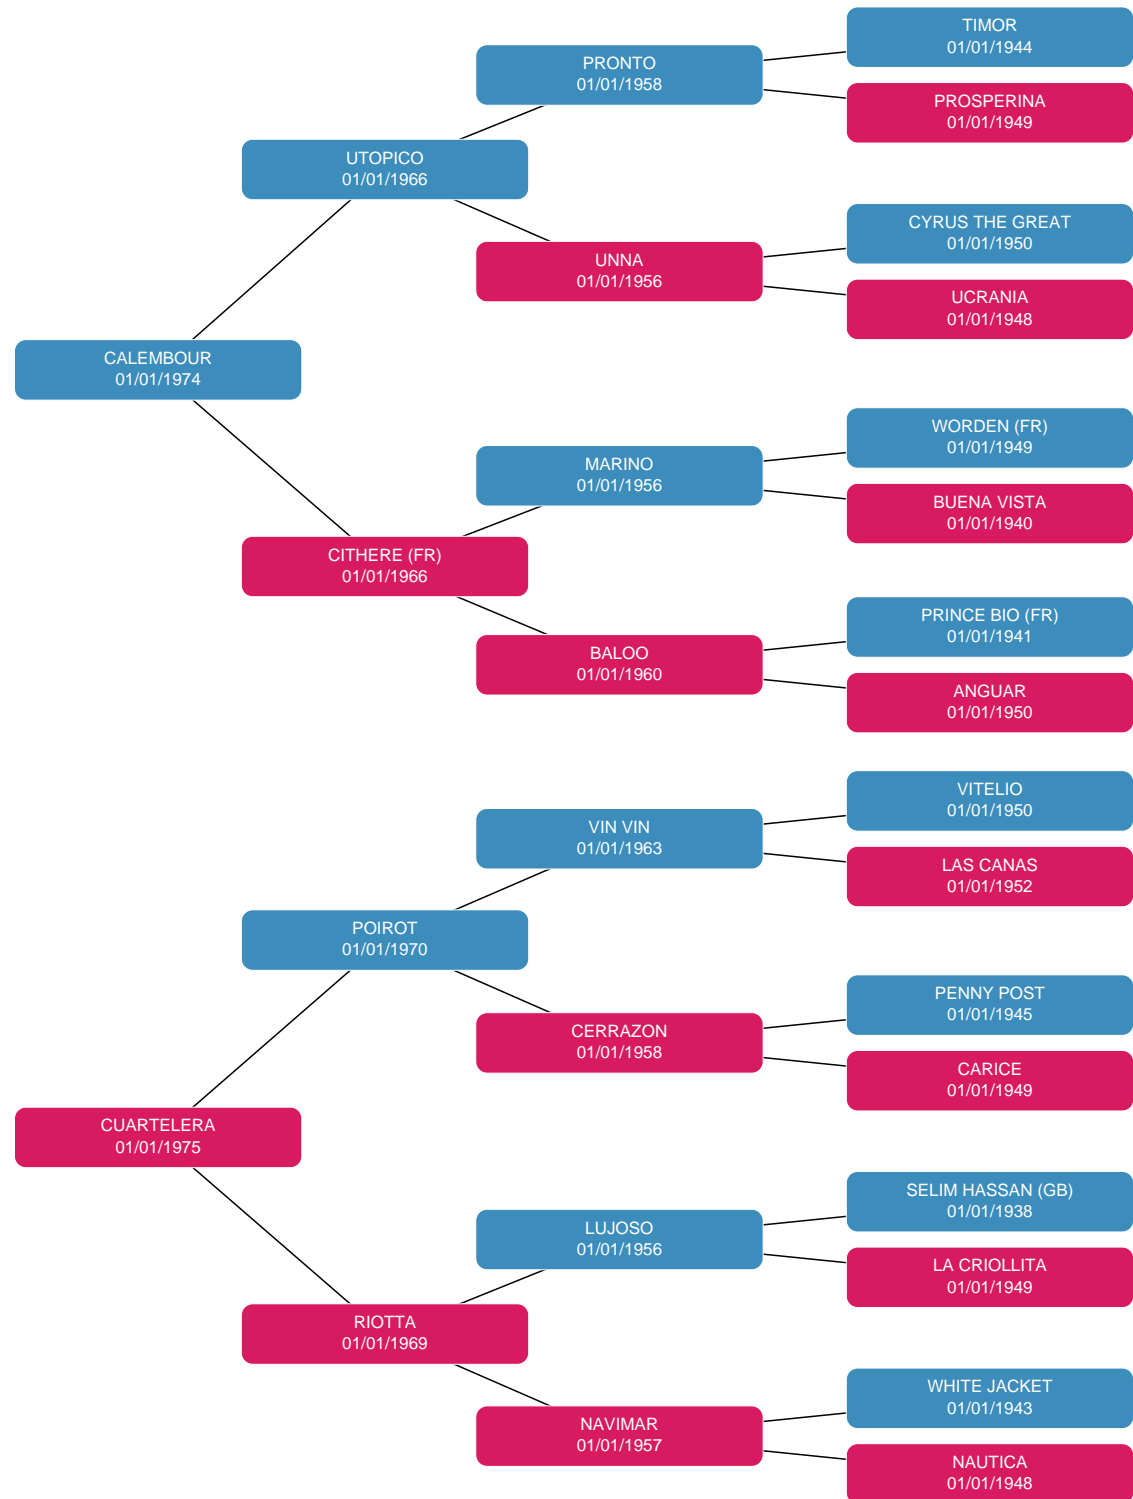 TIMOR
01/01/1944
PRONTO
01/01/1958
PROSPERINA
01/01/1949
UTOPICO
01/01/1966
CYRUS THE GREAT
01/01/1950
UNNA
01/01/1956
UCRANIA
01/01/1948
CALEMBOUR
01/01/1974
WORDEN (FR)
01/01/1949
MARINO
01/01/1956
BUENA VISTA
01/01/1940
CITHERE (FR)
01/01/1966
PRINCE BIO (FR)
01/01/1941
BALOO
01/01/1960
ANGUAR
01/01/1950
VITELIO
01/01/1950
VIN VIN
01/01/1963
LAS CANAS
01/01/1952
POIROT
01/01/1970
PENNY POST
01/01/1945
CERRAZON
01/01/1958
CARICE
01/01/1949
CUARTELERA
01/01/1975
SELIM HASSAN (GB)
01/01/1938
LUJOSO
01/01/1956
LA CRIOLLITA
01/01/1949
RIOTTA
01/01/1969
WHITE JACKET
01/01/1943
NAVIMAR
01/01/1957
NAUTICA
01/01/1948